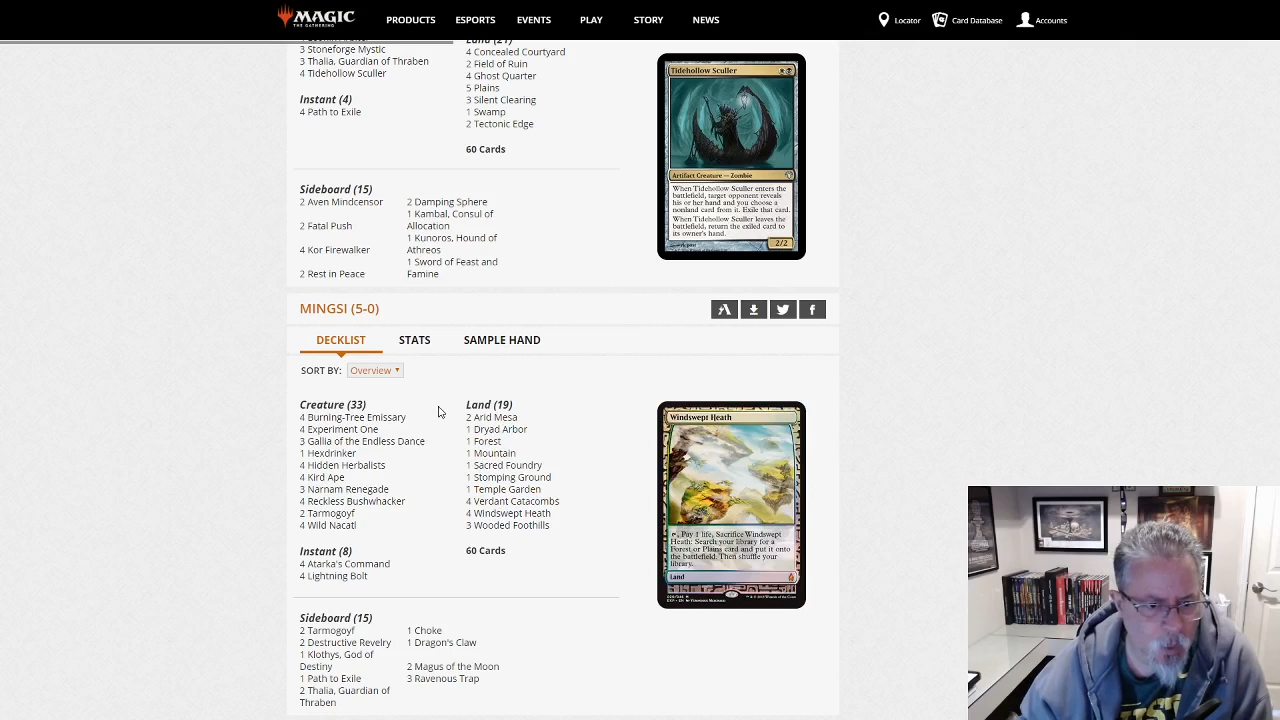 MAGIC
THE GATHERING
PRODUCTS
ESPORTS
EVENTS
PLAY
STORY
NEWS
Locator
Card Database
Accounts
3 Stoneforge Mystic
3 Thalia, Guardian of Thraben
4 Tidehollow Sculler
Instant (4)
4 Path to Exile
Land (21)
4 Concealed Courtyard
2 Field of Ruin
4 Ghost Quarter
5 Plains
3 Silent Clearing
1 Swamp
2 Tectonic Edge
60 Cards
Sideboard (15)
2 Aven Mindcensor
2 Fatal Push
4 Kor Firewalker
2 Rest in Peace
2 Damping Sphere
1 Kambal, Consul of
Allocation
1 Kunoros, Hound of
Athreos
1 Sword of Feast and
Famine
Tidehollow Sculler
Artifact Creature — Zombie
When Tidehollow Sculler enters the
battlefield, target opponent reveals
his or her hand and you choose a
nonland card from it. Exile that card.
When Tidehollow Sculler leaves the
battlefield, return the exiled card to
its owner's hand.
2/2
MINGSI (5-0)
DECKLIST
STATS
SAMPLE HAND
SORT BY:
Overview
Creature (33)
4 Burning-Tree Emissary
4 Experiment One
3 Gallia of the Endless Dance
1 Hexdrinker
4 Hidden Herbalists
4 Kird Ape
3 Narnam Renegade
4 Reckless Bushwhacker
2 Tarmogoyf
4 Wild Nacatl
Instant (8)
4 Atarka's Command
4 Lightning Bolt
Land (19)
2 Arid Mesa
1 Dryad Arbor
1 Forest
1 Mountain
1 Sacred Foundry
1 Stomping Ground
1 Temple Garden
4 Verdant Catacombs
4 Windswept Heath
3 Wooded Foothills
60 Cards
Sideboard (15)
2 Tarmogoyf
2 Destructive Revelry
1 Klothys, God of
Destiny
1 Path to Exile
2 Thalia, Guardian of
Thraben
1 Choke
1 Dragon's Claw
2 Magus of the Moon
3 Ravenous Trap
Windswept Heath
, Pay 1 life, Sacrifice Windswept
Heath: Search your library for a
Forest or Plains card and put it onto
the battlefield. Then shuffle your
library.
Land